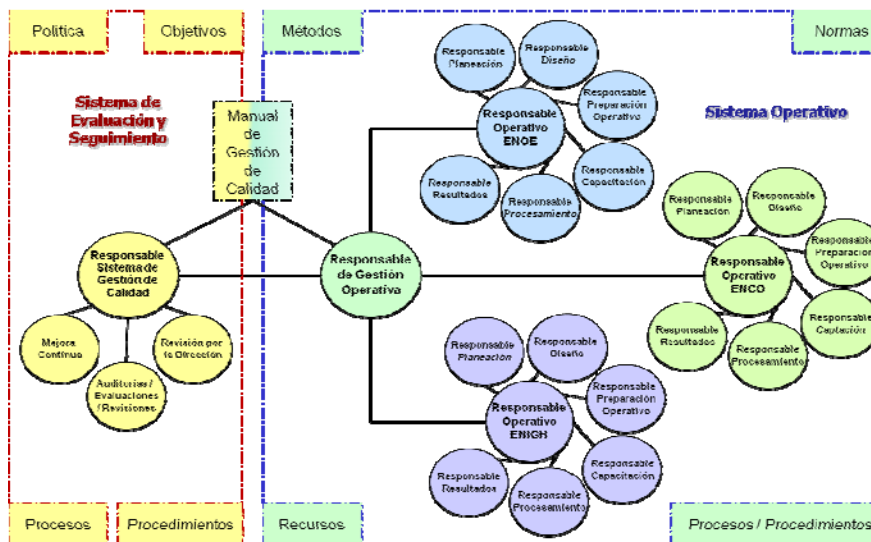 Política
Objetivos
Métodos
Normas
Sistema de
Evaluación y
Seguimiento
Manual
de
Gestión
de
Calidad
Sistema Operativo
Responsable
Planeación
Responsable
Diseño
Responsable
Preparación
Operativo
Responsable
Operativo
ENOE
Responsable
Capacitación
Responsable
Resultados
Responsable
Procesamiento
Responsable
Sistema de
Gestión de
Calidad
Responsable
de Gestión
Operativa
Responsable
Planeación
Responsable
Diseño
Responsable
Preparación
Operativo
Responsable
Operativo
ENCO
Responsable
Captación
Responsable
Resultados
Responsable
Procesamiento
Mejora
Continua
Revisión por
la Dirección
Auditorias /
Evaluaciones
/ Revisiones
Responsable
Planeación
Responsable
Diseño
Responsable
Preparación
Operativo
Responsable
Operativo
ENIGH
Responsable
Capacitación
Responsable
Resultados
Responsable
Procesamiento
Procesos
Procedimientos
Recursos
Procesos / Procedimientos